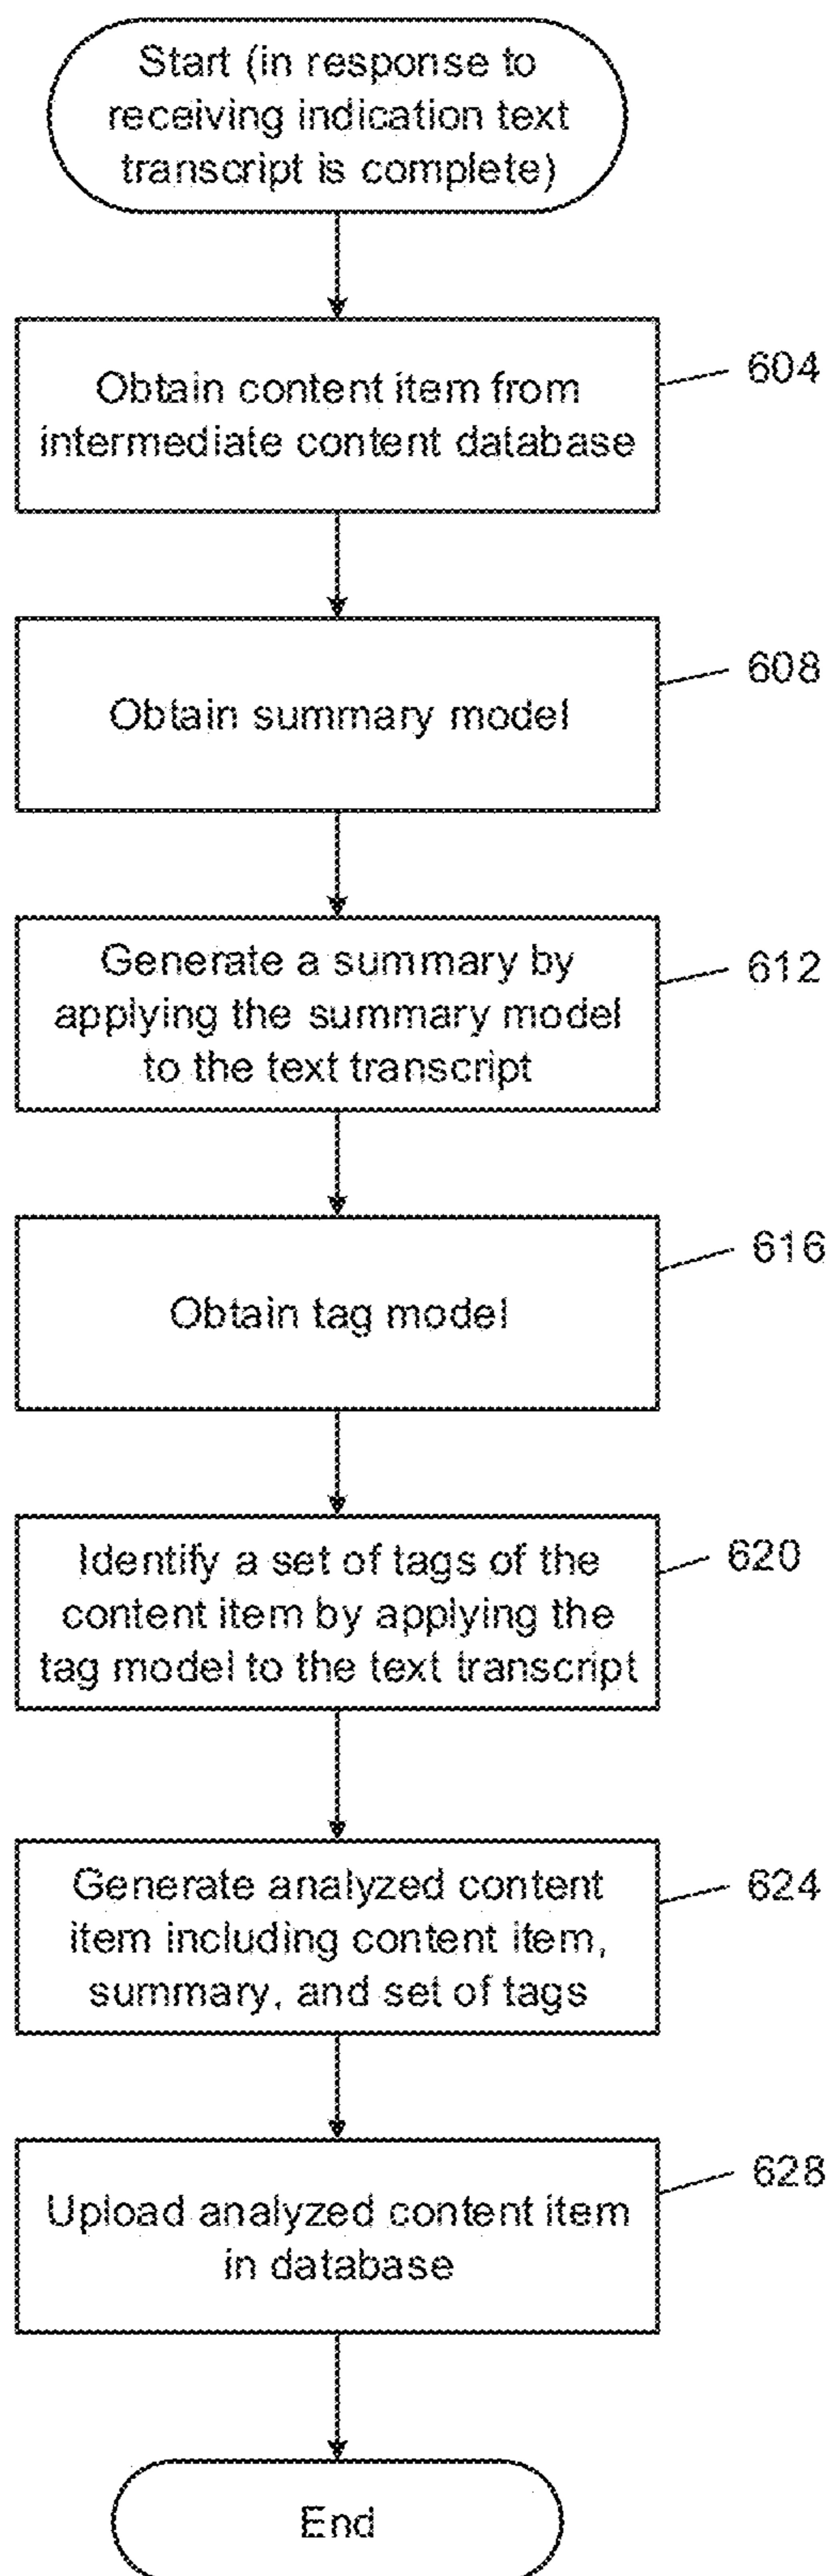 Start (in response to
receiving indication text
transcript is complete)
Obtain content item from
intermediate content database
604
Obtain summary model
608
Generate a summary by
applying the summary model
to the text transcript
612
Obtain tag model
616
Identify a set of tags of the
content item by applying the
tag model to the text transcript
620
Generate analyzed content
item including content item,
summary, and set of tags
624
Upload analyzed content item
in database
628
End